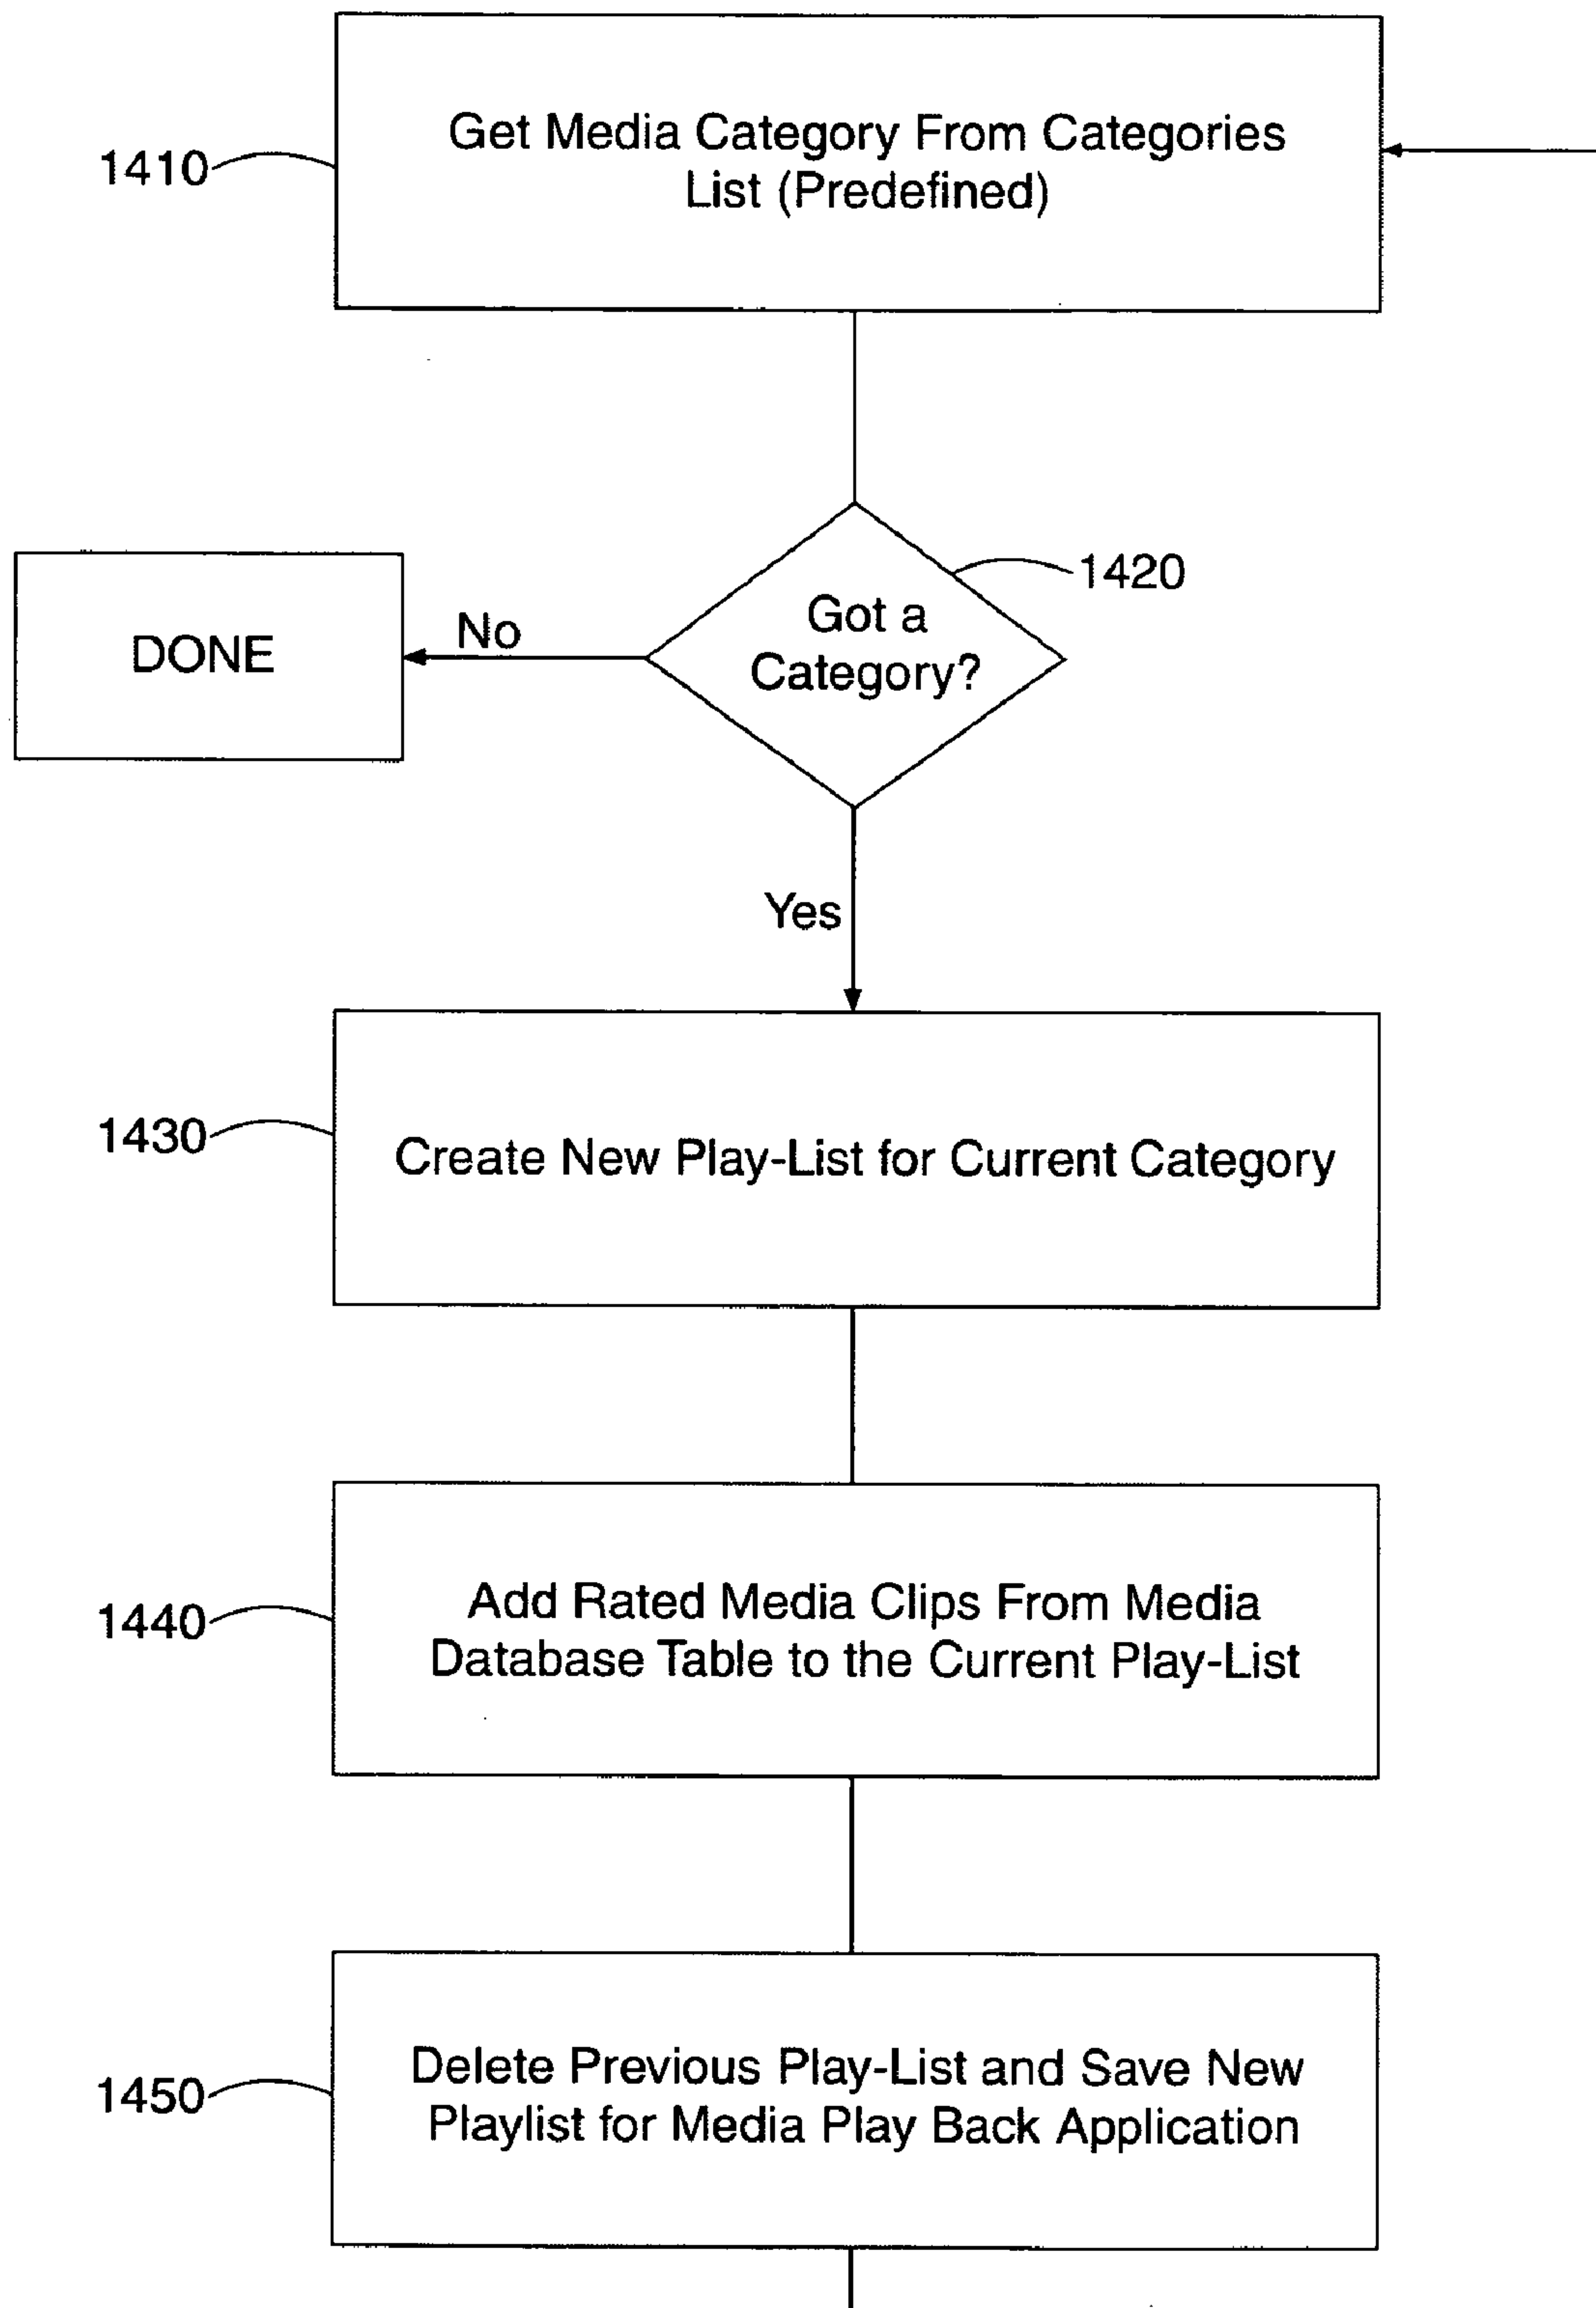 Get Media Category From Categories
List (Predefined)
1410
1420
Got a
Category?
No
DONE
Yes
1430
Create New Play-List for Current Category
Add Rated Media Clips From Media
Database Table to the Current Play-List
1440
Delete Previous Play-List and Save New
Playlist for Media Play Back Application
1450